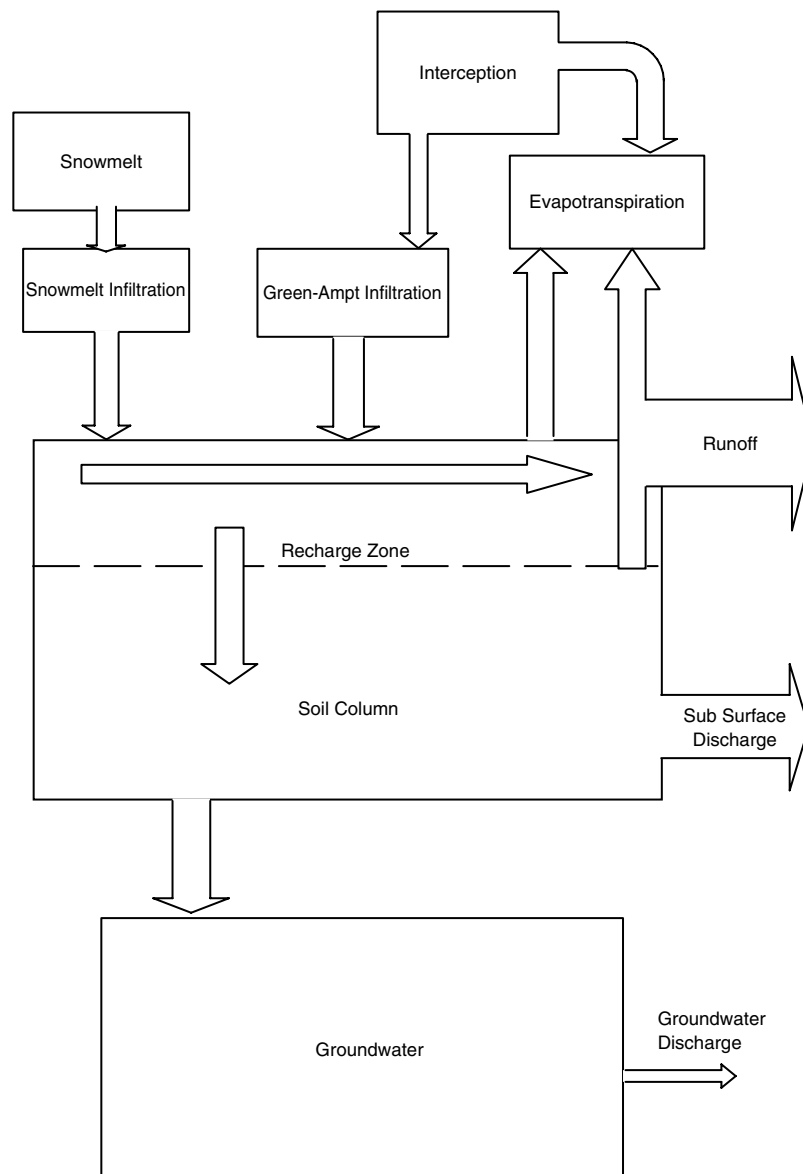 Interception
Snowmelt
Evapotranspiration
Snowmelt Infiltration
Green-Ampt Infiltration
Runoff
Recharge Zone
Soil Column
Sub Surface
Discharge
Groundwater
Discharge
Groundwater